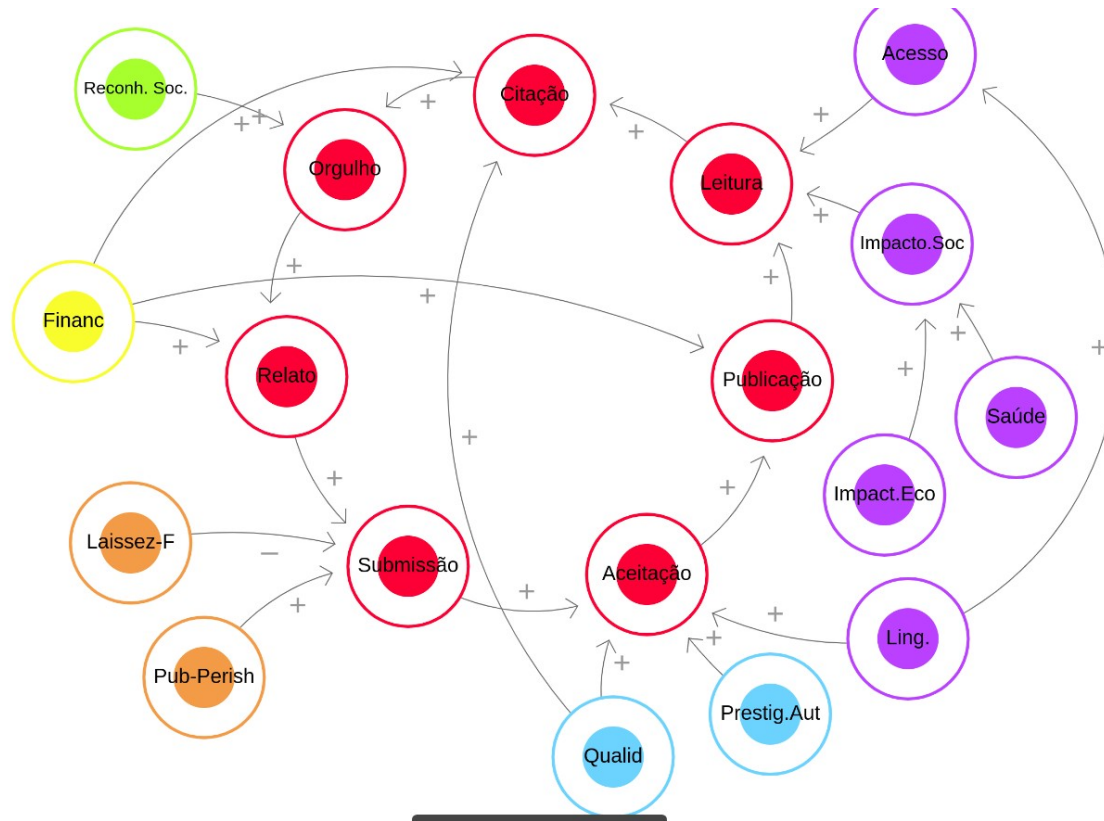 Acesso
Reconh. Soc.
Citação
Orgulho
Leitura
Impacto.Soc
Financ
Relato
Publicação
Saúde
Impact.Eco
Laissez-F
Submissão
Aceitação
Ling.
Pub-Perish
Prestig.Aut
Qualid